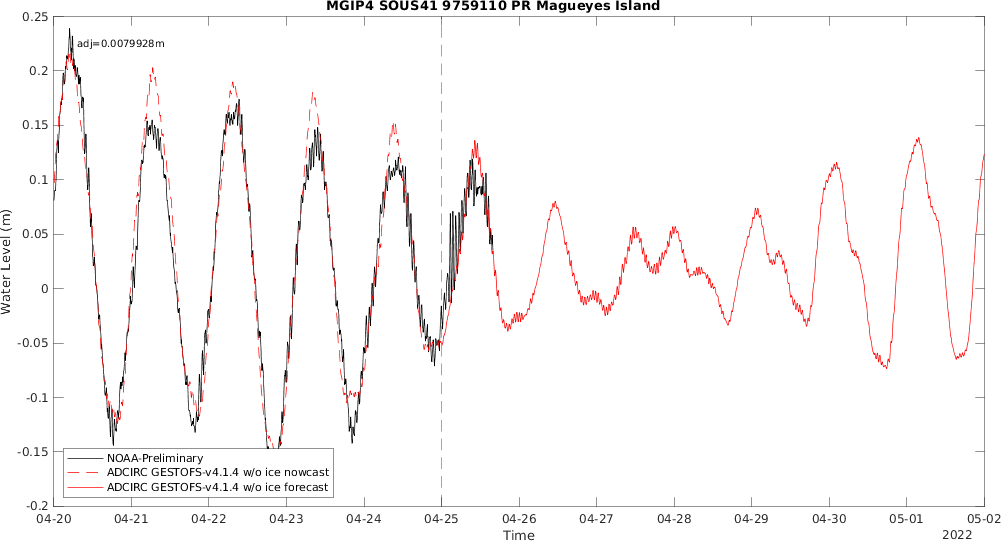 MGIP4 SOUS41 9759110 PR Magueyes Island
adj=0.0079928m
Water Level (m)
0.25
0.2
0.15
0.1
0.05
0
-0.05
-0.1
-0.15
-0.2
NOAA-Preliminary
ADCIRC GESTOFS-v4.1.4 w/o ice nowcast
ADCIRC GESTOFS-v4.1.4 w/o ice forecast
04-20 04-21 04-22 04-23 04-24 04-25 04-26 04-27 04-28 04-29 04-30 05-01 05-02
Time
2022